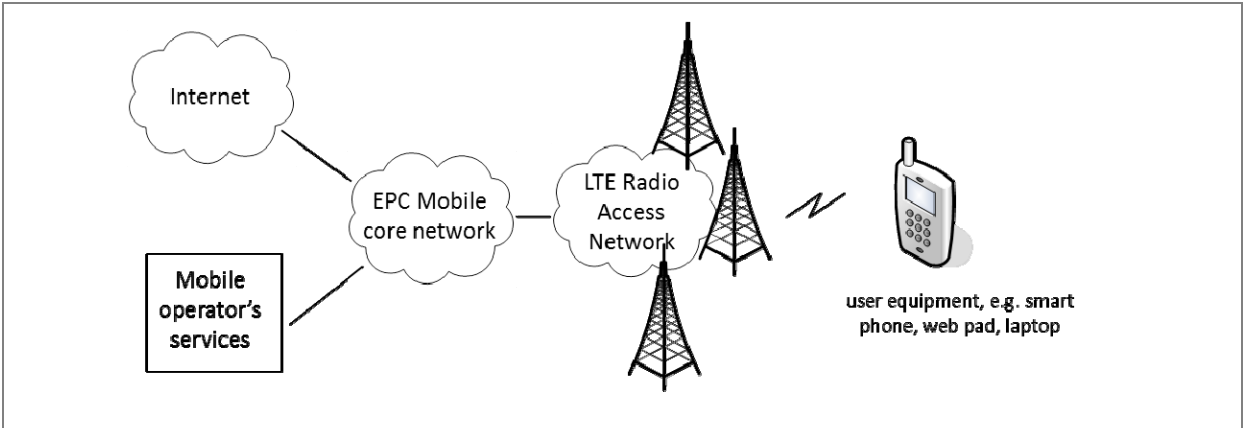 Internet
EPC Mobile
core network
LTE Radio
Access
Network
Mobile
operator's
services
user equipment, e.g. smart
phone, web pad, laptop